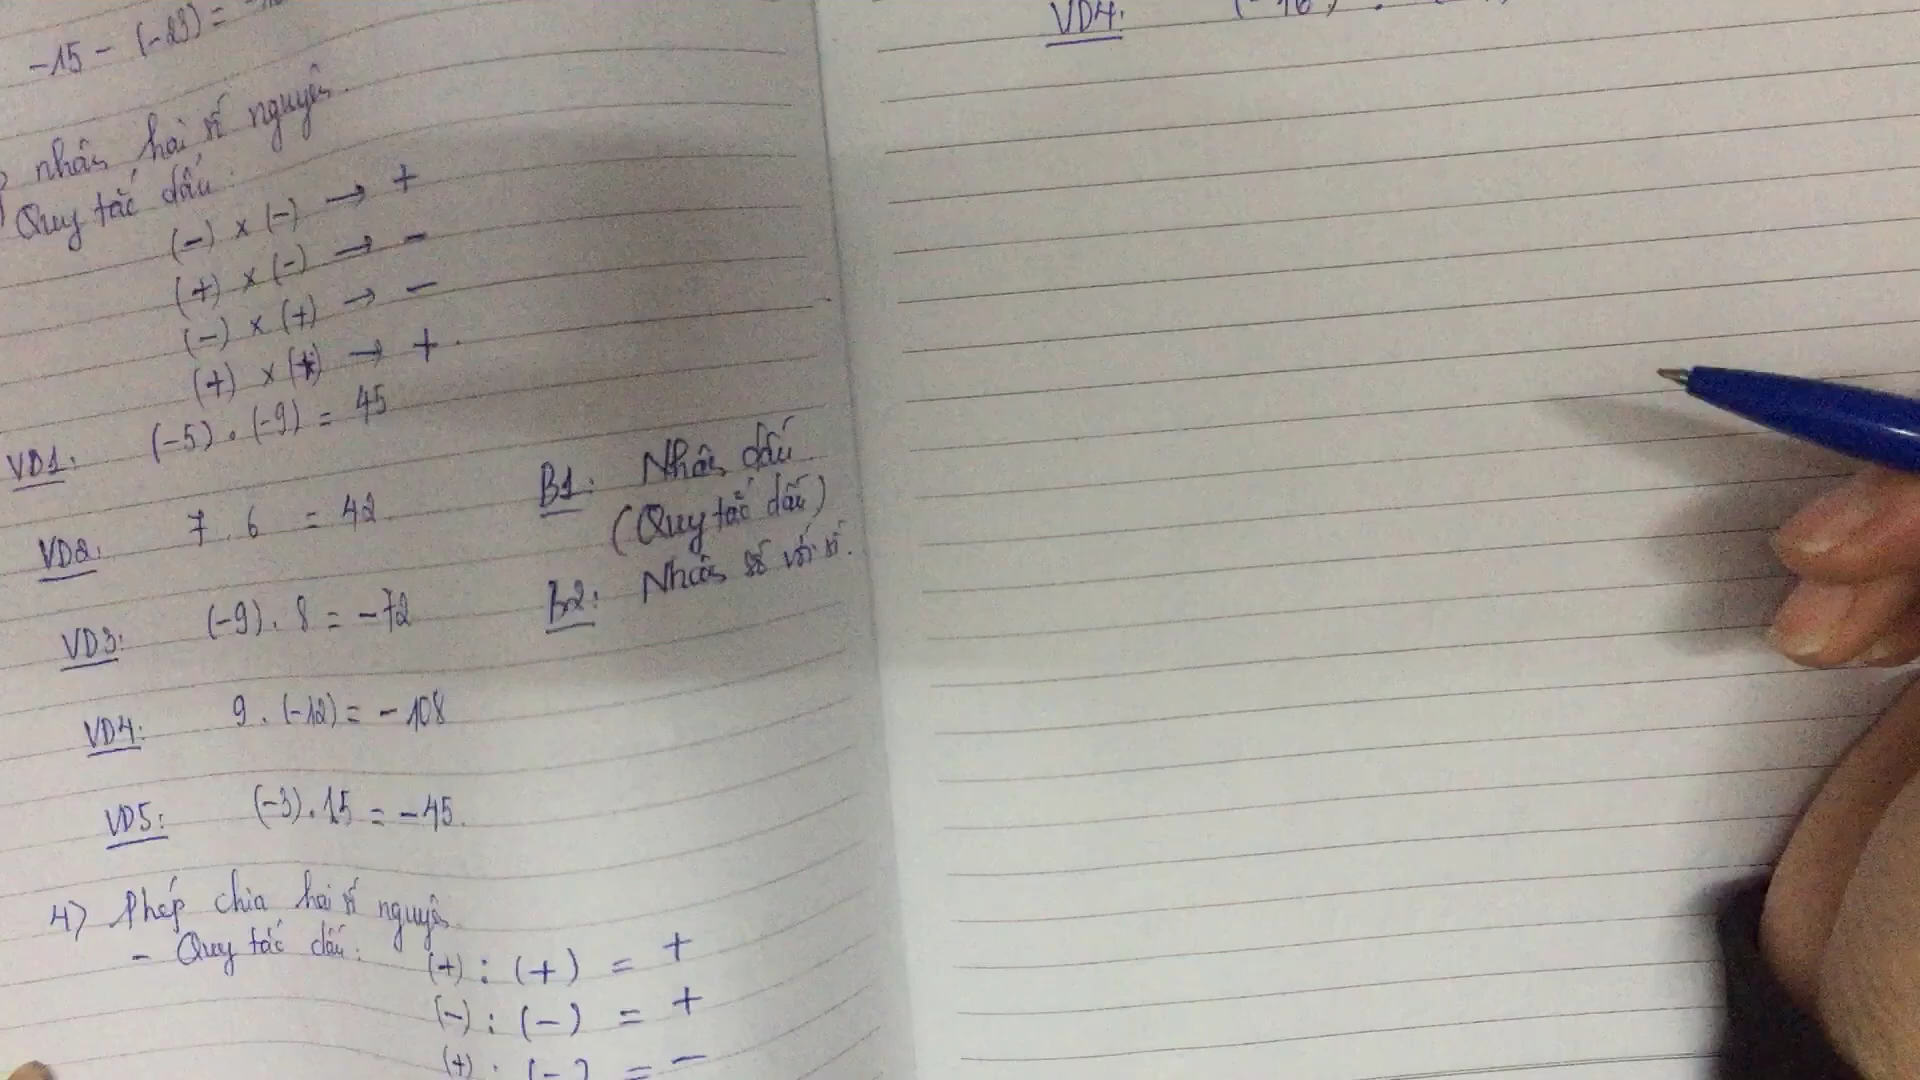 -15 - (-23) =
nhân hai số nguyên.
Quy tắc dấu:
(-) x (-) → +
(+) x (-) → -
(-) x (+) → -
(+) x (+) → +.
VD1: (-5) . (-9) = 45
VD2: 7 . 6 = 42
B1: Nhân dấu
(Quy tắc dấu)
B2: Nhân số với số.
VD3: (-9) . 8 = -72
VD4: 9 . (-12) = -108
VD5: (-3) . 15 = -45.
4) Phép chia hai số nguyên
- Quy tắc dấu:
(+) : (+) = +
(-) : (-) = +
(+) : (-) = -
VD4: